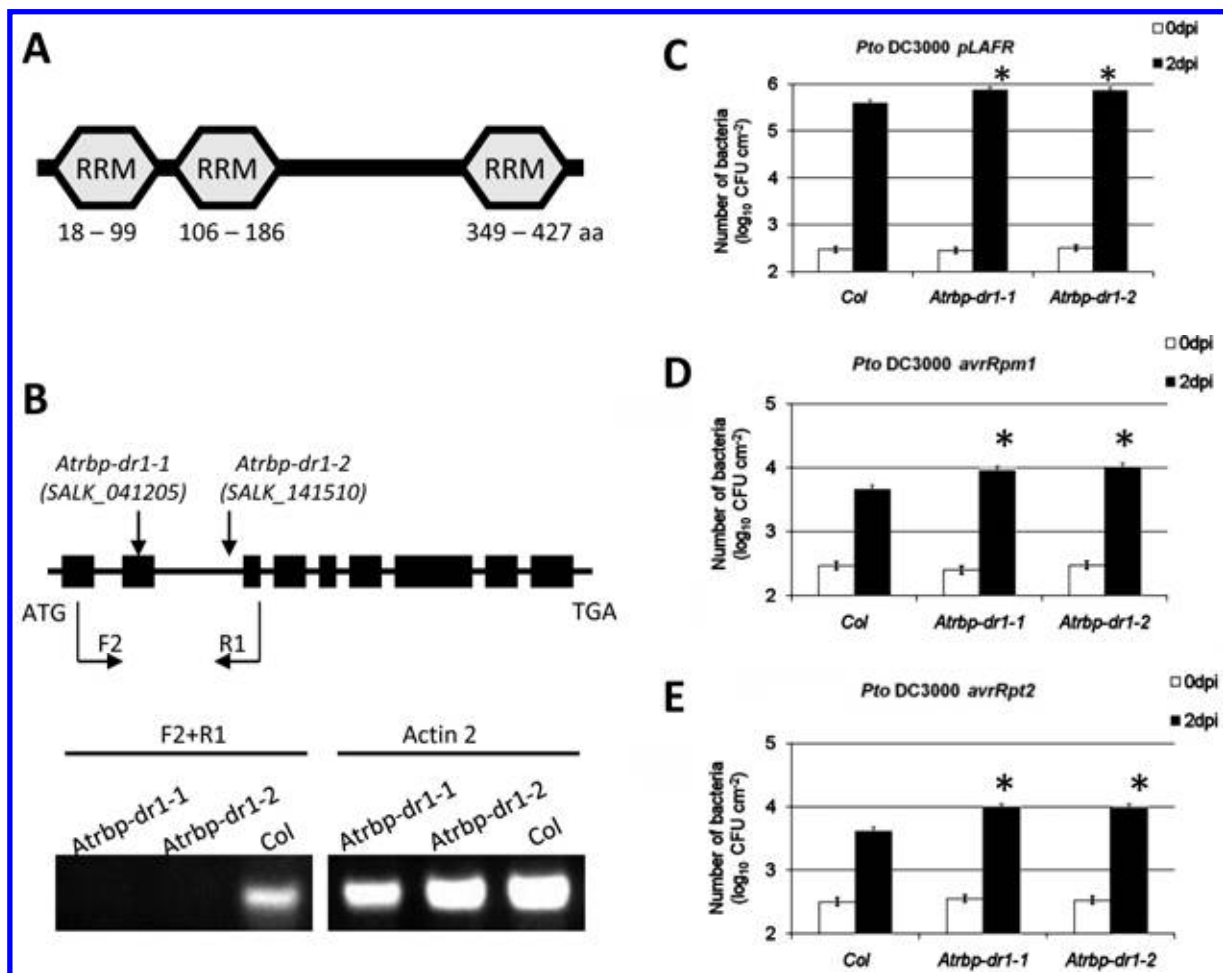 A
RRM
RRM
RRM
18 – 99
106 – 186
349 – 427 aa
B
Atrbp-dr1-1
(SALK_041205)
Atrbp-dr1-2
(SALK_141510)
ATG
TGA
F2
R1
F2+R1
Actin 2
Atrbp-dr1-1
Atrbp-dr1-2
Col
Atrbp-dr1-1
Atrbp-dr1-2
Col
C
Pto DC3000 pLAFR
0dpi
2dpi
Number of bacteria
(log₁₀ CFU cm⁻²)
6
5
4
3
2
*
*
Col
Atrbp-dr1-1
Atrbp-dr1-2
D
Pto DC3000 avrRpm1
0dpi
2dpi
Number of bacteria
(log₁₀ CFU cm⁻²)
5
4
3
2
*
*
Col
Atrbp-dr1-1
Atrbp-dr1-2
E
Pto DC3000 avrRpt2
0dpi
2dpi
Number of bacteria
(log₁₀ CFU cm⁻²)
5
4
3
2
*
*
Col
Atrbp-dr1-1
Atrbp-dr1-2